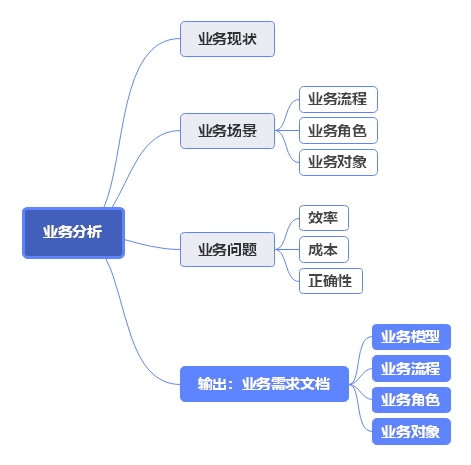 业务分析
业务现状
业务场景
业务流程
业务角色
业务对象
业务问题
效率
成本
正确性
输出：业务需求文档
业务模型
业务流程
业务角色
业务对象